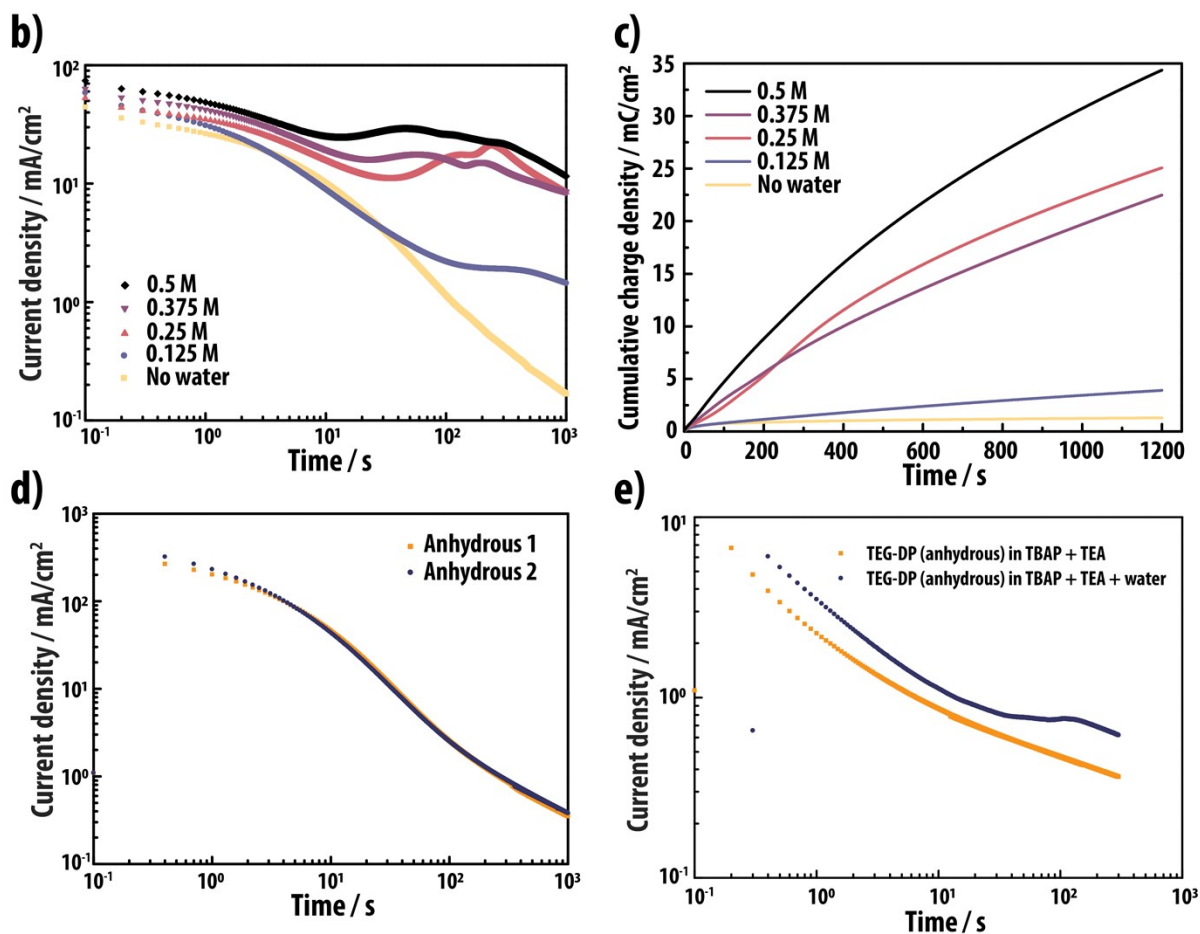 b)
Current density / mA/cm²
10²
10¹
10⁰
10⁻¹
0.5 M
0.375 M
0.25 M
0.125 M
No water
10⁻¹ 10⁰ 10¹ 10² 10³
Time / s
c)
Cumulative charge density / mC/cm²
35
30
25
20
15
10
5
0
0.5 M
0.375 M
0.25 M
0.125 M
No water
0 200 400 600 800 1000 1200
Time / s
d)
Current density / mA/cm²
10³
10²
10¹
10⁰
10⁻¹
Anhydrous 1
Anhydrous 2
10⁻¹ 10⁰ 10¹ 10² 10³
Time / s
e)
Current density / mA/cm²
10¹
10⁰
10⁻¹
TEG-DP (anhydrous) in TBAP + TEA
TEG-DP (anhydrous) in TBAP + TEA + water
10⁻¹ 10⁰ 10¹ 10² 10³
Time / s